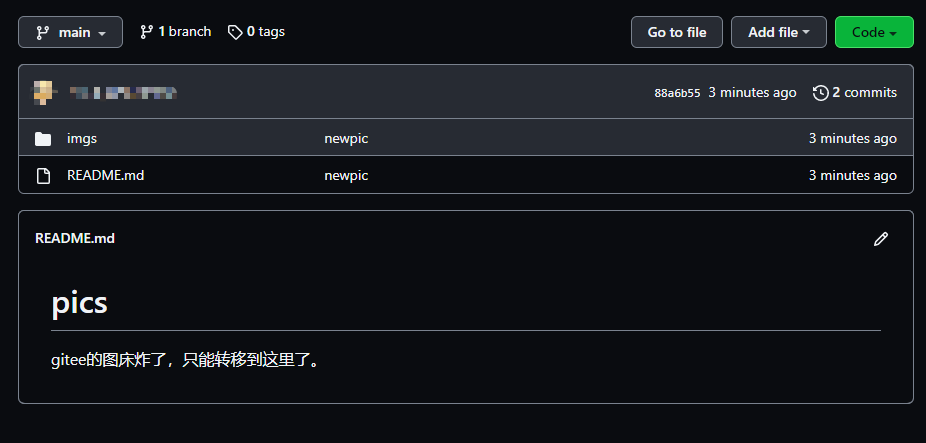 main 1 branch 0 tags Go to file Add file Code
88a6b55 3 minutes ago 2 commits
imgs newpic 3 minutes ago
README.md newpic 3 minutes ago
README.md
pics
gitee的图床炸了，只能转移到这里了。